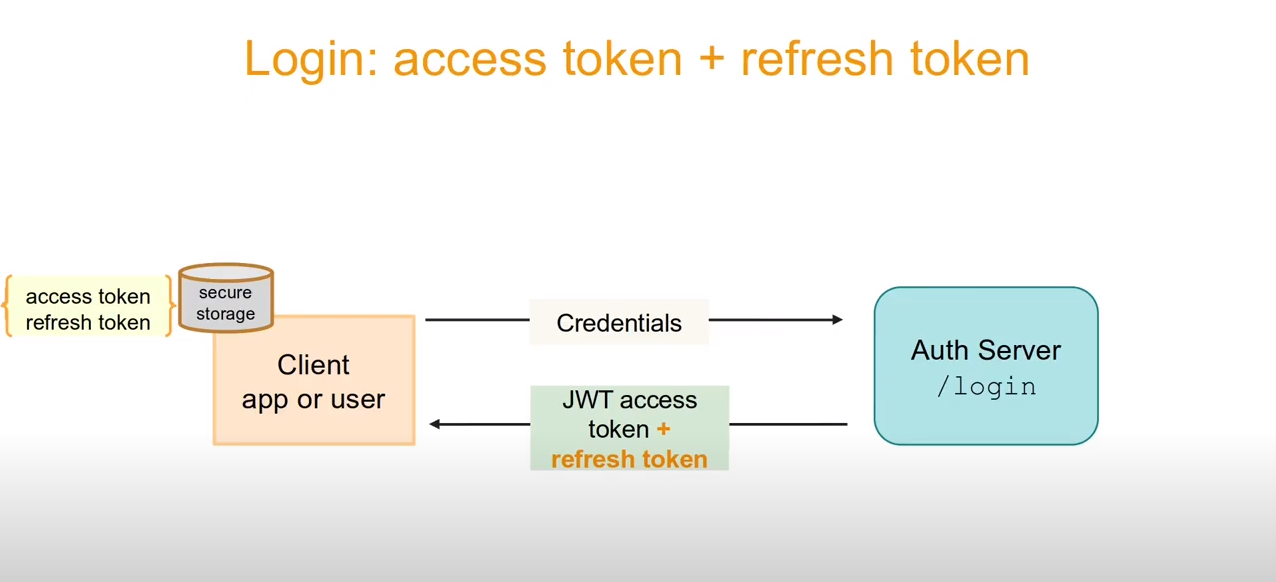 Login: access token + refresh token
access token
refresh token
secure
storage
Client
app or user
Credentials
JWT access
token +
refresh token
Auth Server
/login